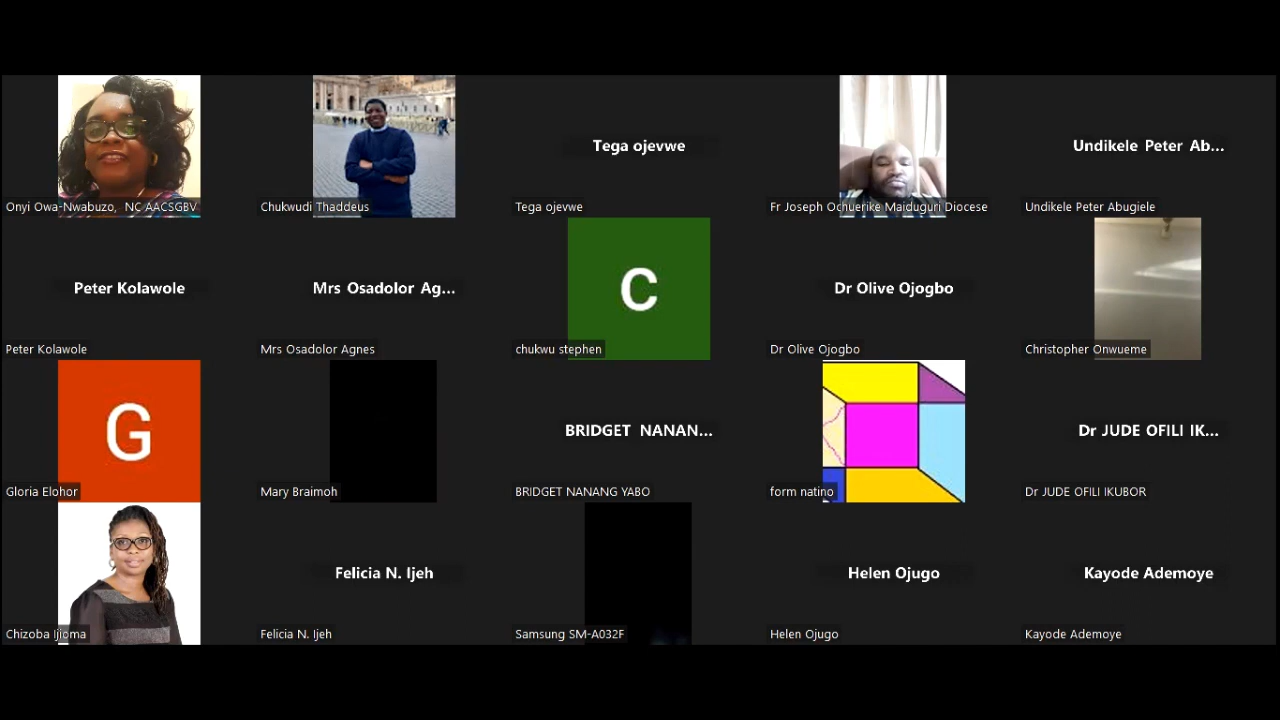 Onyi Owa-Nwabuzo, NC AACSGBV
Chukwudi Thaddeus
Tega ojevwe
Tega ojevwe
Fr Joseph Ochuerike Maiduguri Diocese
Undikele Peter Ab...
Undikele Peter Abugiele
Peter Kolawole
Peter Kolawole
Mrs Osadolor Ag...
Mrs Osadolor Agnes
C
chukwu stephen
Dr Olive Ojogbo
Dr Olive Ojogbo
Christopher Onwueme
G
Gloria Elohor
Mary Braimoh
BRIDGET NANAN...
BRIDGET NANANG YABO
form natino
Dr JUDE OFILI IK...
Dr JUDE OFILI IKUBOR
Chizoba Ijioma
Felicia N. Ijeh
Felicia N. Ijeh
Samsung SM-A032F
Helen Ojugo
Helen Ojugo
Kayode Ademoye
Kayode Ademoye